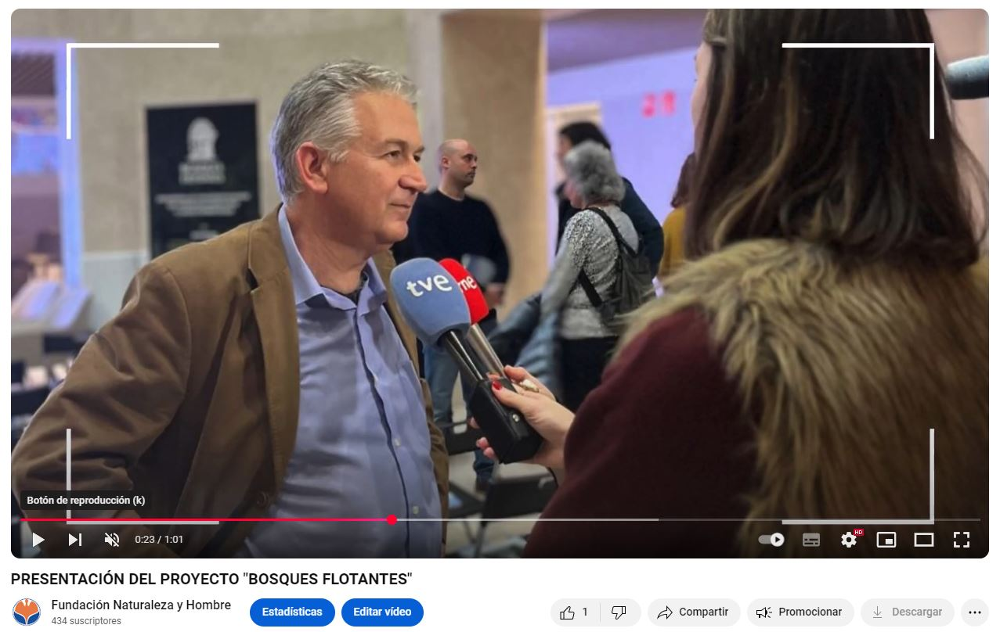 tve
rne
Botón de reproducción (k)
0:23 / 1:01
HD
PRESENTACIÓN DEL PROYECTO "BOSQUES FLOTANTES"
Fundación Naturaleza y Hombre
434 suscriptores
Estadísticas
Editar vídeo
1
Compartir
Promocionar
Descargar